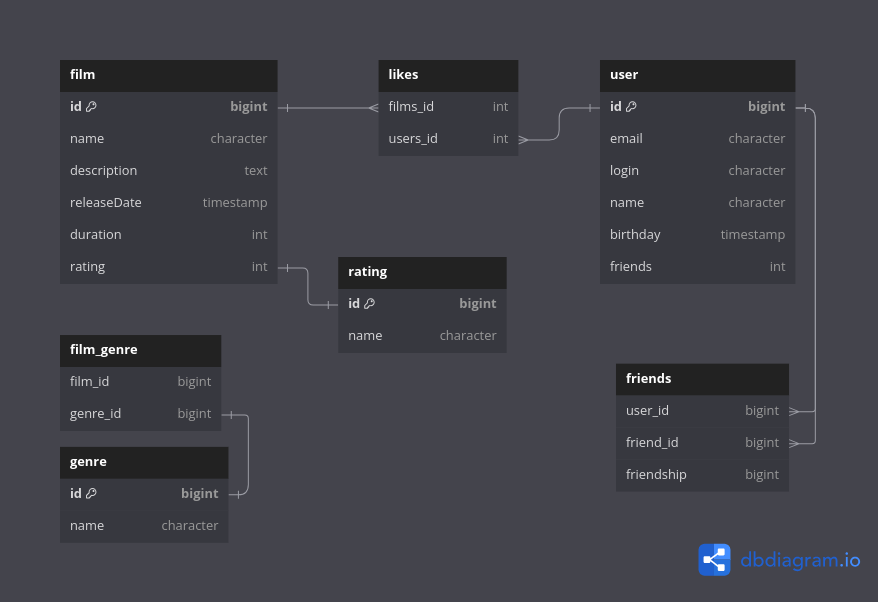 film
id bigint
name character
description text
releaseDate timestamp
duration int
rating int
likes
films_id int
users_id int
user
id bigint
email character
login character
name character
birthday timestamp
friends int
rating
id bigint
name character
film_genre
film_id bigint
genre_id bigint
genre
id bigint
name character
friends
user_id bigint
friend_id bigint
friendship bigint
dbdiagram.io